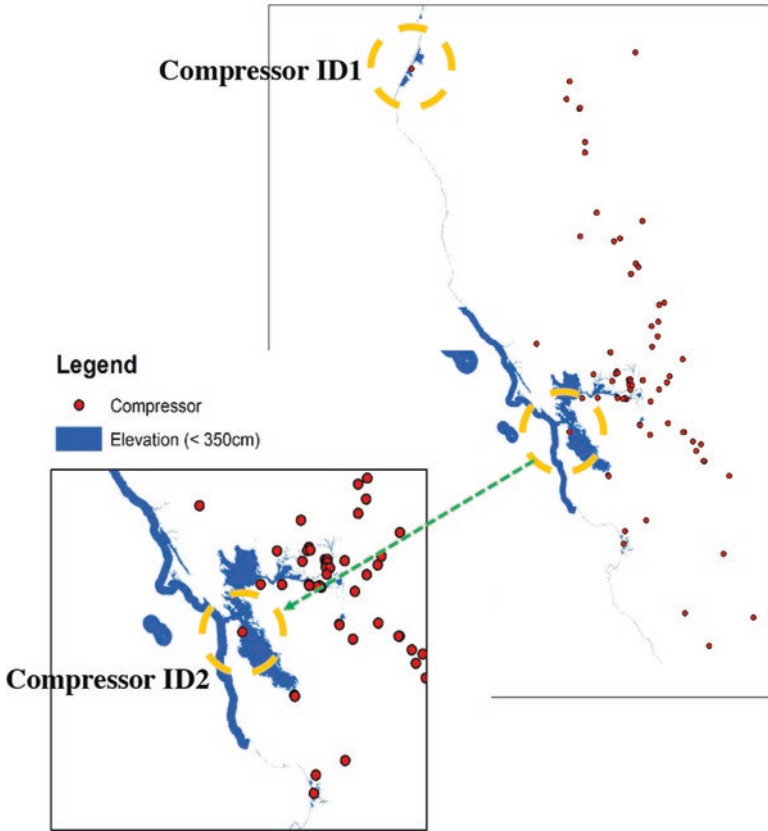 Compressor ID1
Legend
Compressor
Elevation (< 350cm)
Compressor ID2